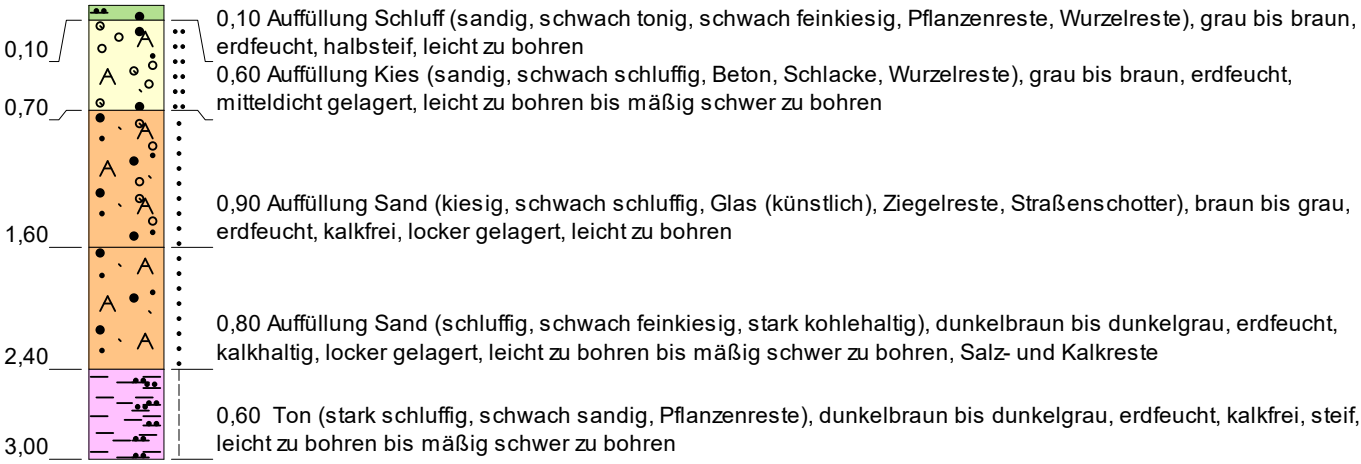 0,10 Auffüllung Schluff (sandig, schwach tonig, schwach feinkiesig, Pflanzenreste, Wurzelreste), grau bis braun,
erdfeucht, halbsteif, leicht zu bohren
0,10
0,60 Auffüllung Kies (sandig, schwach schluffig, Beton, Schlacke, Wurzelreste), grau bis braun, erdfeucht,
mitteldicht gelagert, leicht zu bohren bis mäßig schwer zu bohren
0,70
0,90 Auffüllung Sand (kiesig, schwach schluffig, Glas (künstlich), Ziegelreste, Straßenschotter), braun bis grau,
erdfeucht, kalkfrei, locker gelagert, leicht zu bohren
1,60
0,80 Auffüllung Sand (schluffig, schwach feinkiesig, stark kohlehaltig), dunkelbraun bis dunkelgrau, erdfeucht,
kalkhaltig, locker gelagert, leicht zu bohren bis mäßig schwer zu bohren, Salz- und Kalkreste
2,40
0,60 Ton (stark schluffig, schwach sandig, Pflanzenreste), dunkelbraun bis dunkelgrau, erdfeucht, kalkfrei, steif,
leicht zu bohren bis mäßig schwer zu bohren
3,00